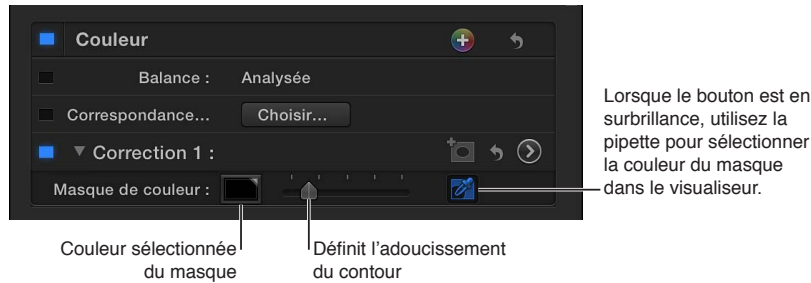 Couleur
Balance : Analysée
Correspondance... Choisir...
Correction 1 :
Masque de couleur :
Lorsque le bouton est en
surbrillance, utilisez la
pipette pour sélectionner
la couleur du masque
dans le visualiseur.
Couleur sélectionnée
du masque
Définit l'adoucissement
du contour